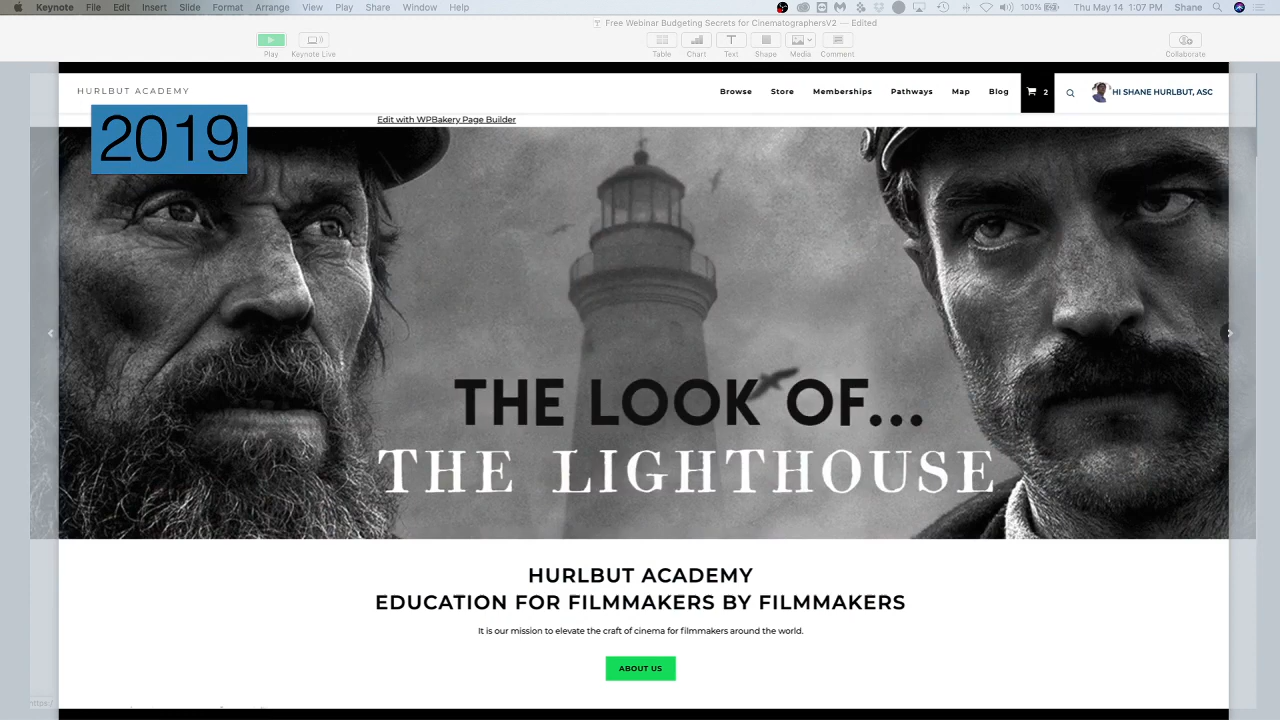 Keynote File Edit Insert Slide Format Arrange View Play Share Window Help 100% Thu May 14 1:07 PM Shane
Free Webinar Budgeting Secrets for CinematographersV2 — Edited
Play Keynote Live Table Chart Text Shape Media Comment Collaborate
HURLBUT ACADEMY Browse Store Memberships Pathways Map Blog 2 HI SHANE HURLBUT, ASC
Edit with WPBakery Page Builder
2019
THE LOOK OF...
THE LIGHTHOUSE
HURLBUT ACADEMY
EDUCATION FOR FILMMAKERS BY FILMMAKERS
It is our mission to elevate the craft of cinema for filmmakers around the world.
ABOUT US